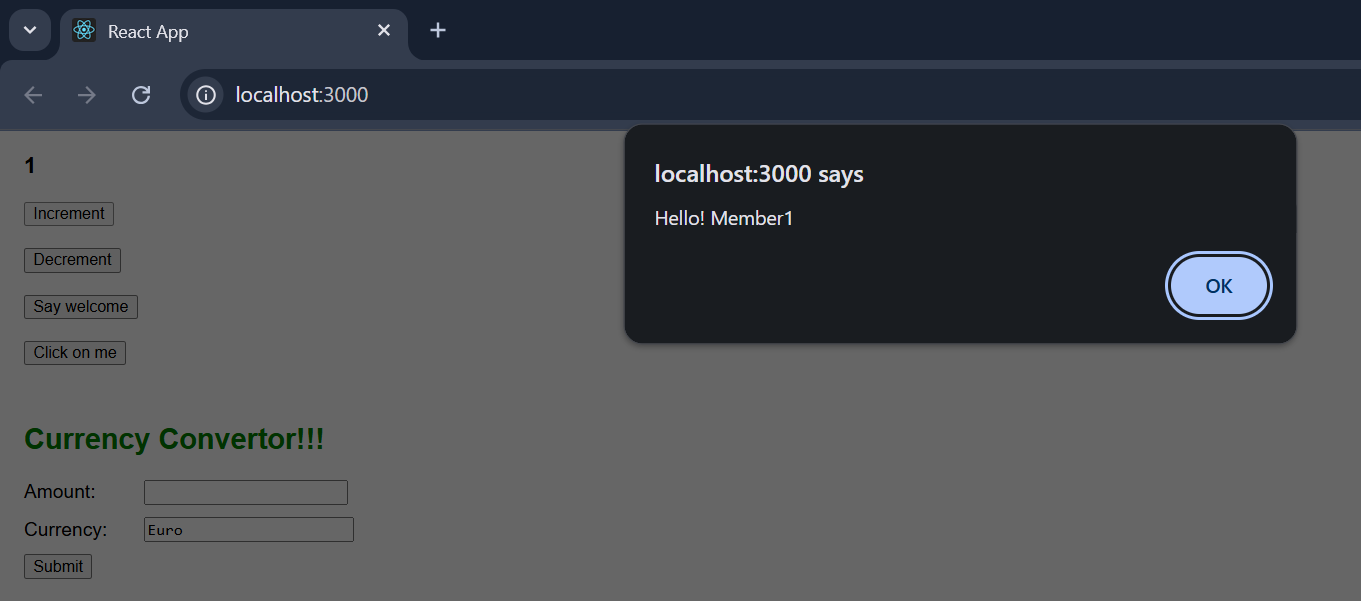 React App
localhost:3000
localhost:3000 says
Hello! Member1
OK
1
Increment
Decrement
Say welcome
Click on me
Currency Convertor!!!
Amount:
Currency: Euro
Submit